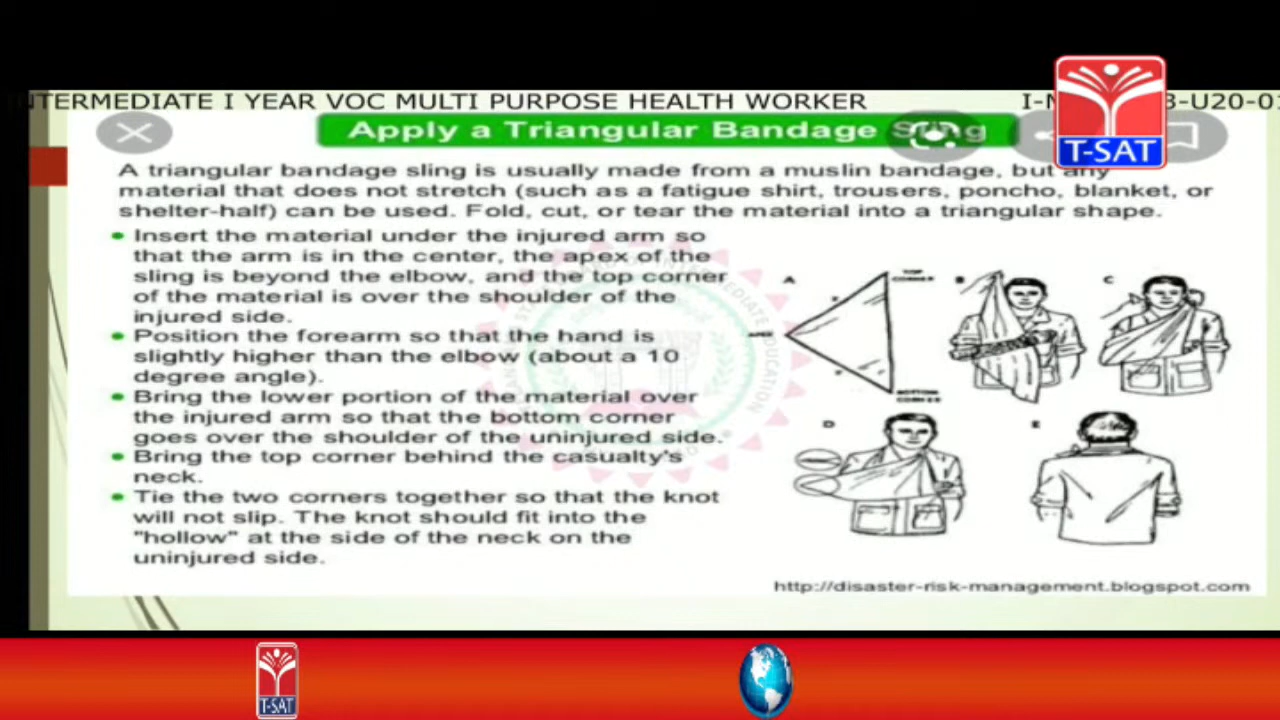 INTERMEDIATE I YEAR VOC MULTI PURPOSE HEALTH WORKER
T-SAT
Apply a Triangular Bandage Sling
A triangular bandage sling is usually made from a muslin bandage, but any
material that does not stretch (such as a fatigue shirt, trousers, poncho, blanket, or
shelter-half) can be used. Fold, cut, or tear the material into a triangular shape.
Insert the material under the injured arm so
that the arm is in the center, the apex of the
sling is beyond the elbow, and the top corner
of the material is over the shoulder of the
injured side.
Position the forearm so that the hand is
slightly higher than the elbow (about a 10
degree angle).
Bring the lower portion of the material over
the injured arm so that the bottom corner
goes over the shoulder of the uninjured side.
Bring the top corner behind the casualty's
neck.
Tie the two corners together so that the knot
will not slip. The knot should fit into the
"hollow" at the side of the neck on the
uninjured side.
A
TOP
CORNER
B
C
BOTTOM
CORNER
D
E
http://disaster-risk-management.blogspot.com
T-SAT